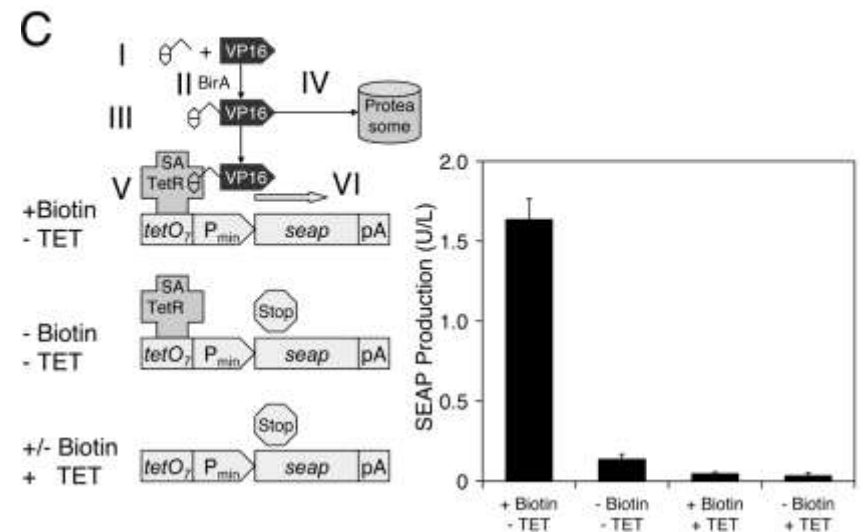 C
I + VP16
II BirA IV
III VP16 Protea
some
SA
V TetR VP16 VI
+Biotin
- TET tetO7 Pmin seap pA
SA
TetR Stop
- Biotin
- TET tetO7 Pmin seap pA
Stop
+/- Biotin
+ TET tetO7 Pmin seap pA
SEAP Production (U/L)
2.0
1.5
1.0
0.5
0
+ Biotin - Biotin + Biotin - Biotin
- TET - TET + TET + TET